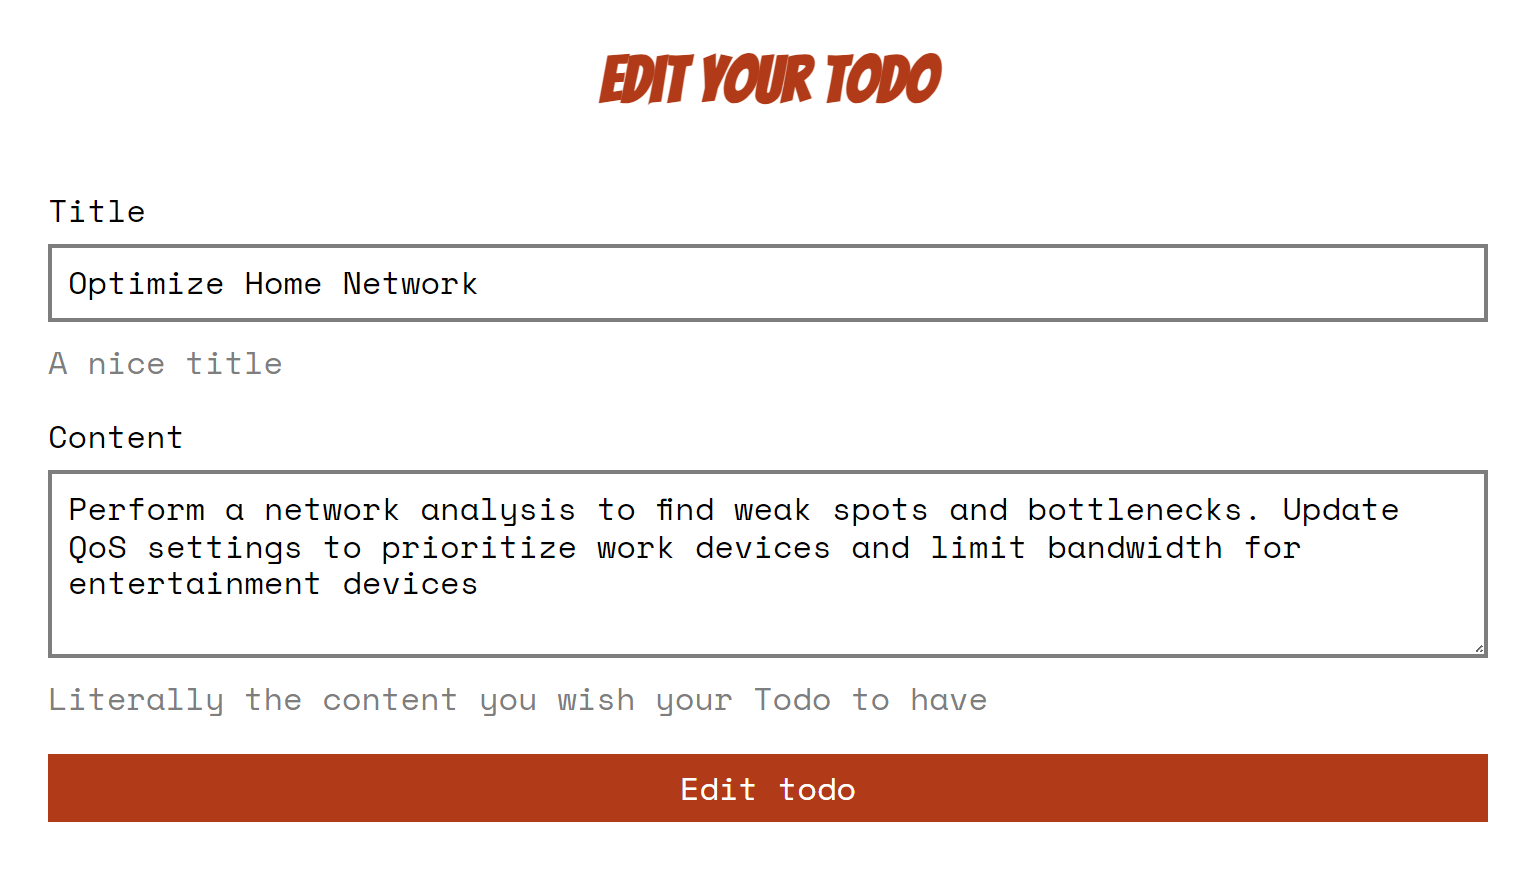 EDIT YOUR TODO
Title
Optimize Home Network
A nice title
Content
Perform a network analysis to find weak spots and bottlenecks. Update
QoS settings to prioritize work devices and limit bandwidth for
entertainment devices
Literally the content you wish your Todo to have
Edit todo